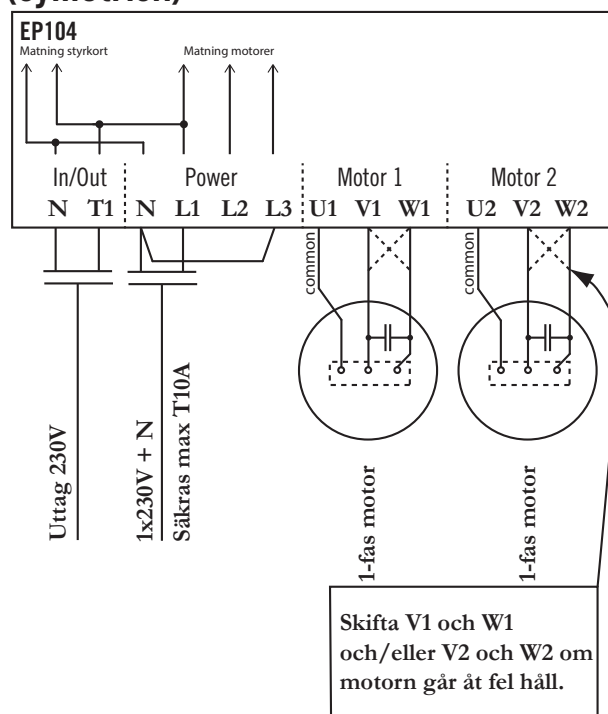 EP104
Matning styrkort Matning motorer
In/Out Power Motor 1 Motor 2
N T1 N L1 L2 L3 U1 V1 W1 U2 V2 W2
common
common
Uttag 230V
1x230V + N
Säkras max T10A
1-fas motor
1-fas motor
Skifta V1 och W1
och/eller V2 och W2 om
motorn går åt fel håll.